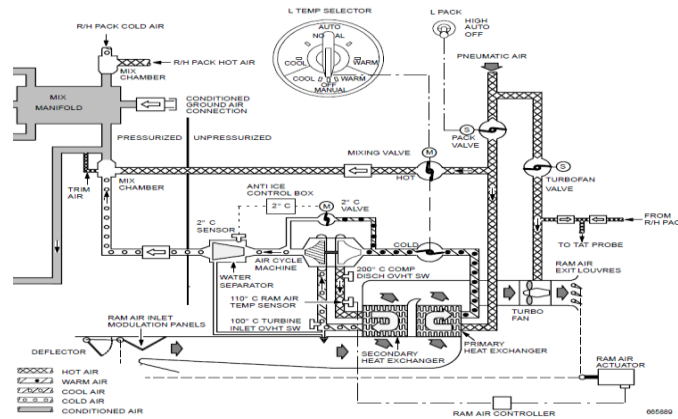 L TEMP SELECTOR
AUTO
NORMAL
COOL
WARM
COOL
WARM
OFF
MANUAL
L PACK
HIGH
AUTO
OFF
R/H PACK COLD AIR
R/H PACK HOT AIR
MIX
CHAMBER
PNEUMATIC AIR
MIX
MANIFOLD
CONDITIONED
GROUND AIR
CONNECTION
S
PACK
VALVE
PRESSURIZED
UNPRESSURIZED
MIXING VALVE
M
HOT
S
TURBOFAN
VALVE
TRIM
AIR
MIX
CHAMBER
ANTI ICE
CONTROL BOX
2° C
M
2° C
VALVE
2° C
SENSOR
COLD
FROM
R/H PAC
TO TAT PROBE
WATER
SEPARATOR
AIR CYCLE
MACHINE
200° C COMP
DISCH OVHT SW
RAM AIR
EXIT LOUVRES
110° C RAM AIR
TEMP SENSOR
TURBO
FAN
RAM AIR INLET
MODULATION PANELS
100° C TURBINE
INLET OVHT SW
DEFLECTOR
SECONDARY
HEAT EXCHANGER
PRIMARY
HEAT EXCHANGER
RAM AIR
ACTUATOR
HOT AIR
WARM AIR
COOL AIR
COLD AIR
CONDITIONED AIR
RAM AIR CONTROLLER
665889